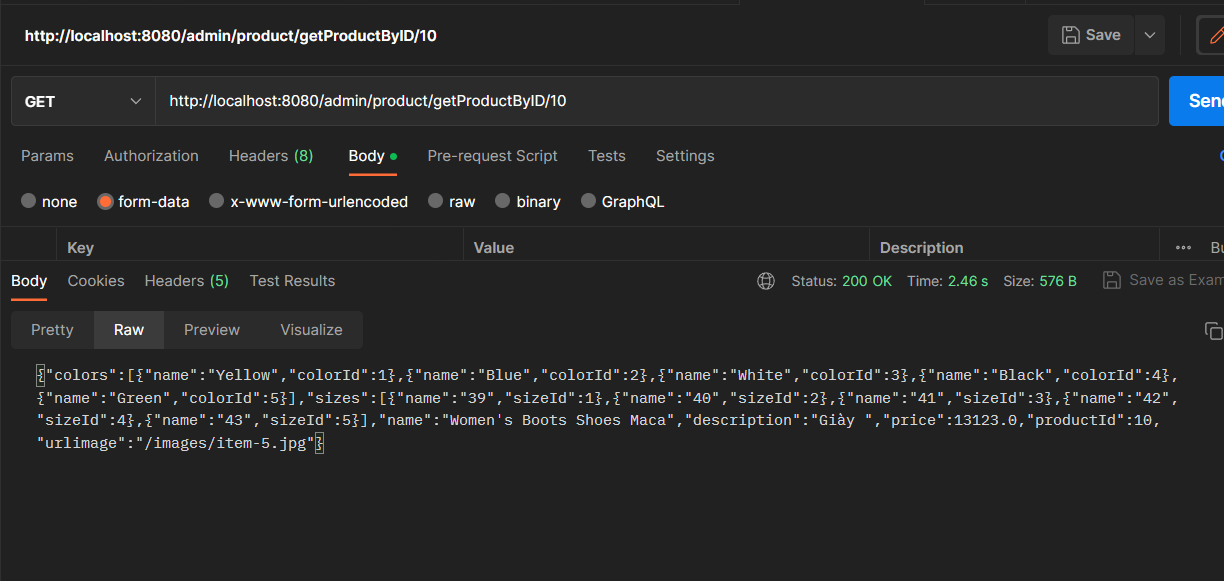 http://localhost:8080/admin/product/getProductByID/10
Save
GET http://localhost:8080/admin/product/getProductByID/10
Params Authorization Headers (8) Body Pre-request Script Tests Settings
none form-data x-www-form-urlencoded raw binary GraphQL
Key Value Description
Body Cookies Headers (5) Test Results Status: 200 OK Time: 2.46 s Size: 576 B
Pretty Raw Preview Visualize
{"colors":[{"name":"Yellow","colorId":1},{"name":"Blue","colorId":2},{"name":"White","colorId":3},{"name":"Black","colorId":4},
{"name":"Green","colorId":5}],"sizes":[{"name":"39","sizeId":1},{"name":"40","sizeId":2},{"name":"41","sizeId":3},{"name":"42",
"sizeId":4},{"name":"43","sizeId":5}],"name":"Women's Boots Shoes Maca","description":"Giày ","price":13123.0,"productId":10,
"urlimage":"/images/item-5.jpg"}